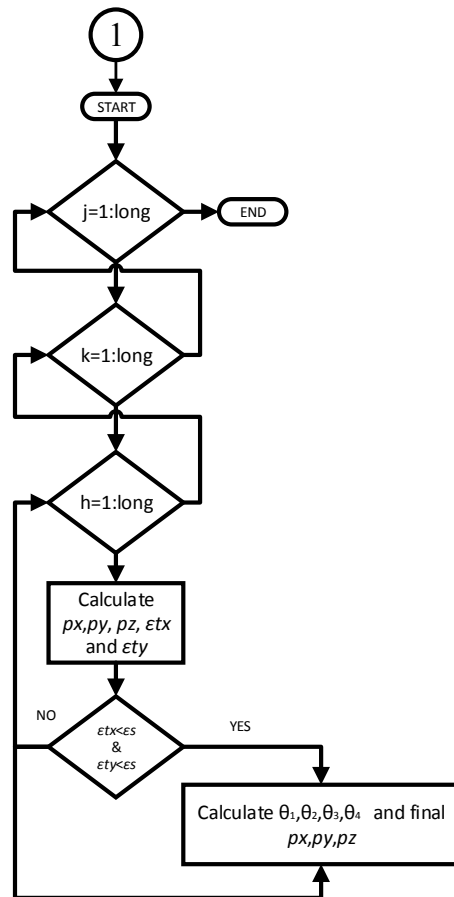 1
START
j=1:long
END
k=1:long
h=1:long
Calculate
px,py, pz, εtx
and εty
NO
εtx<εs
&
εty<εs
YES
Calculate θ₁,θ₂,θ₃,θ₄ and final
px,py,pz